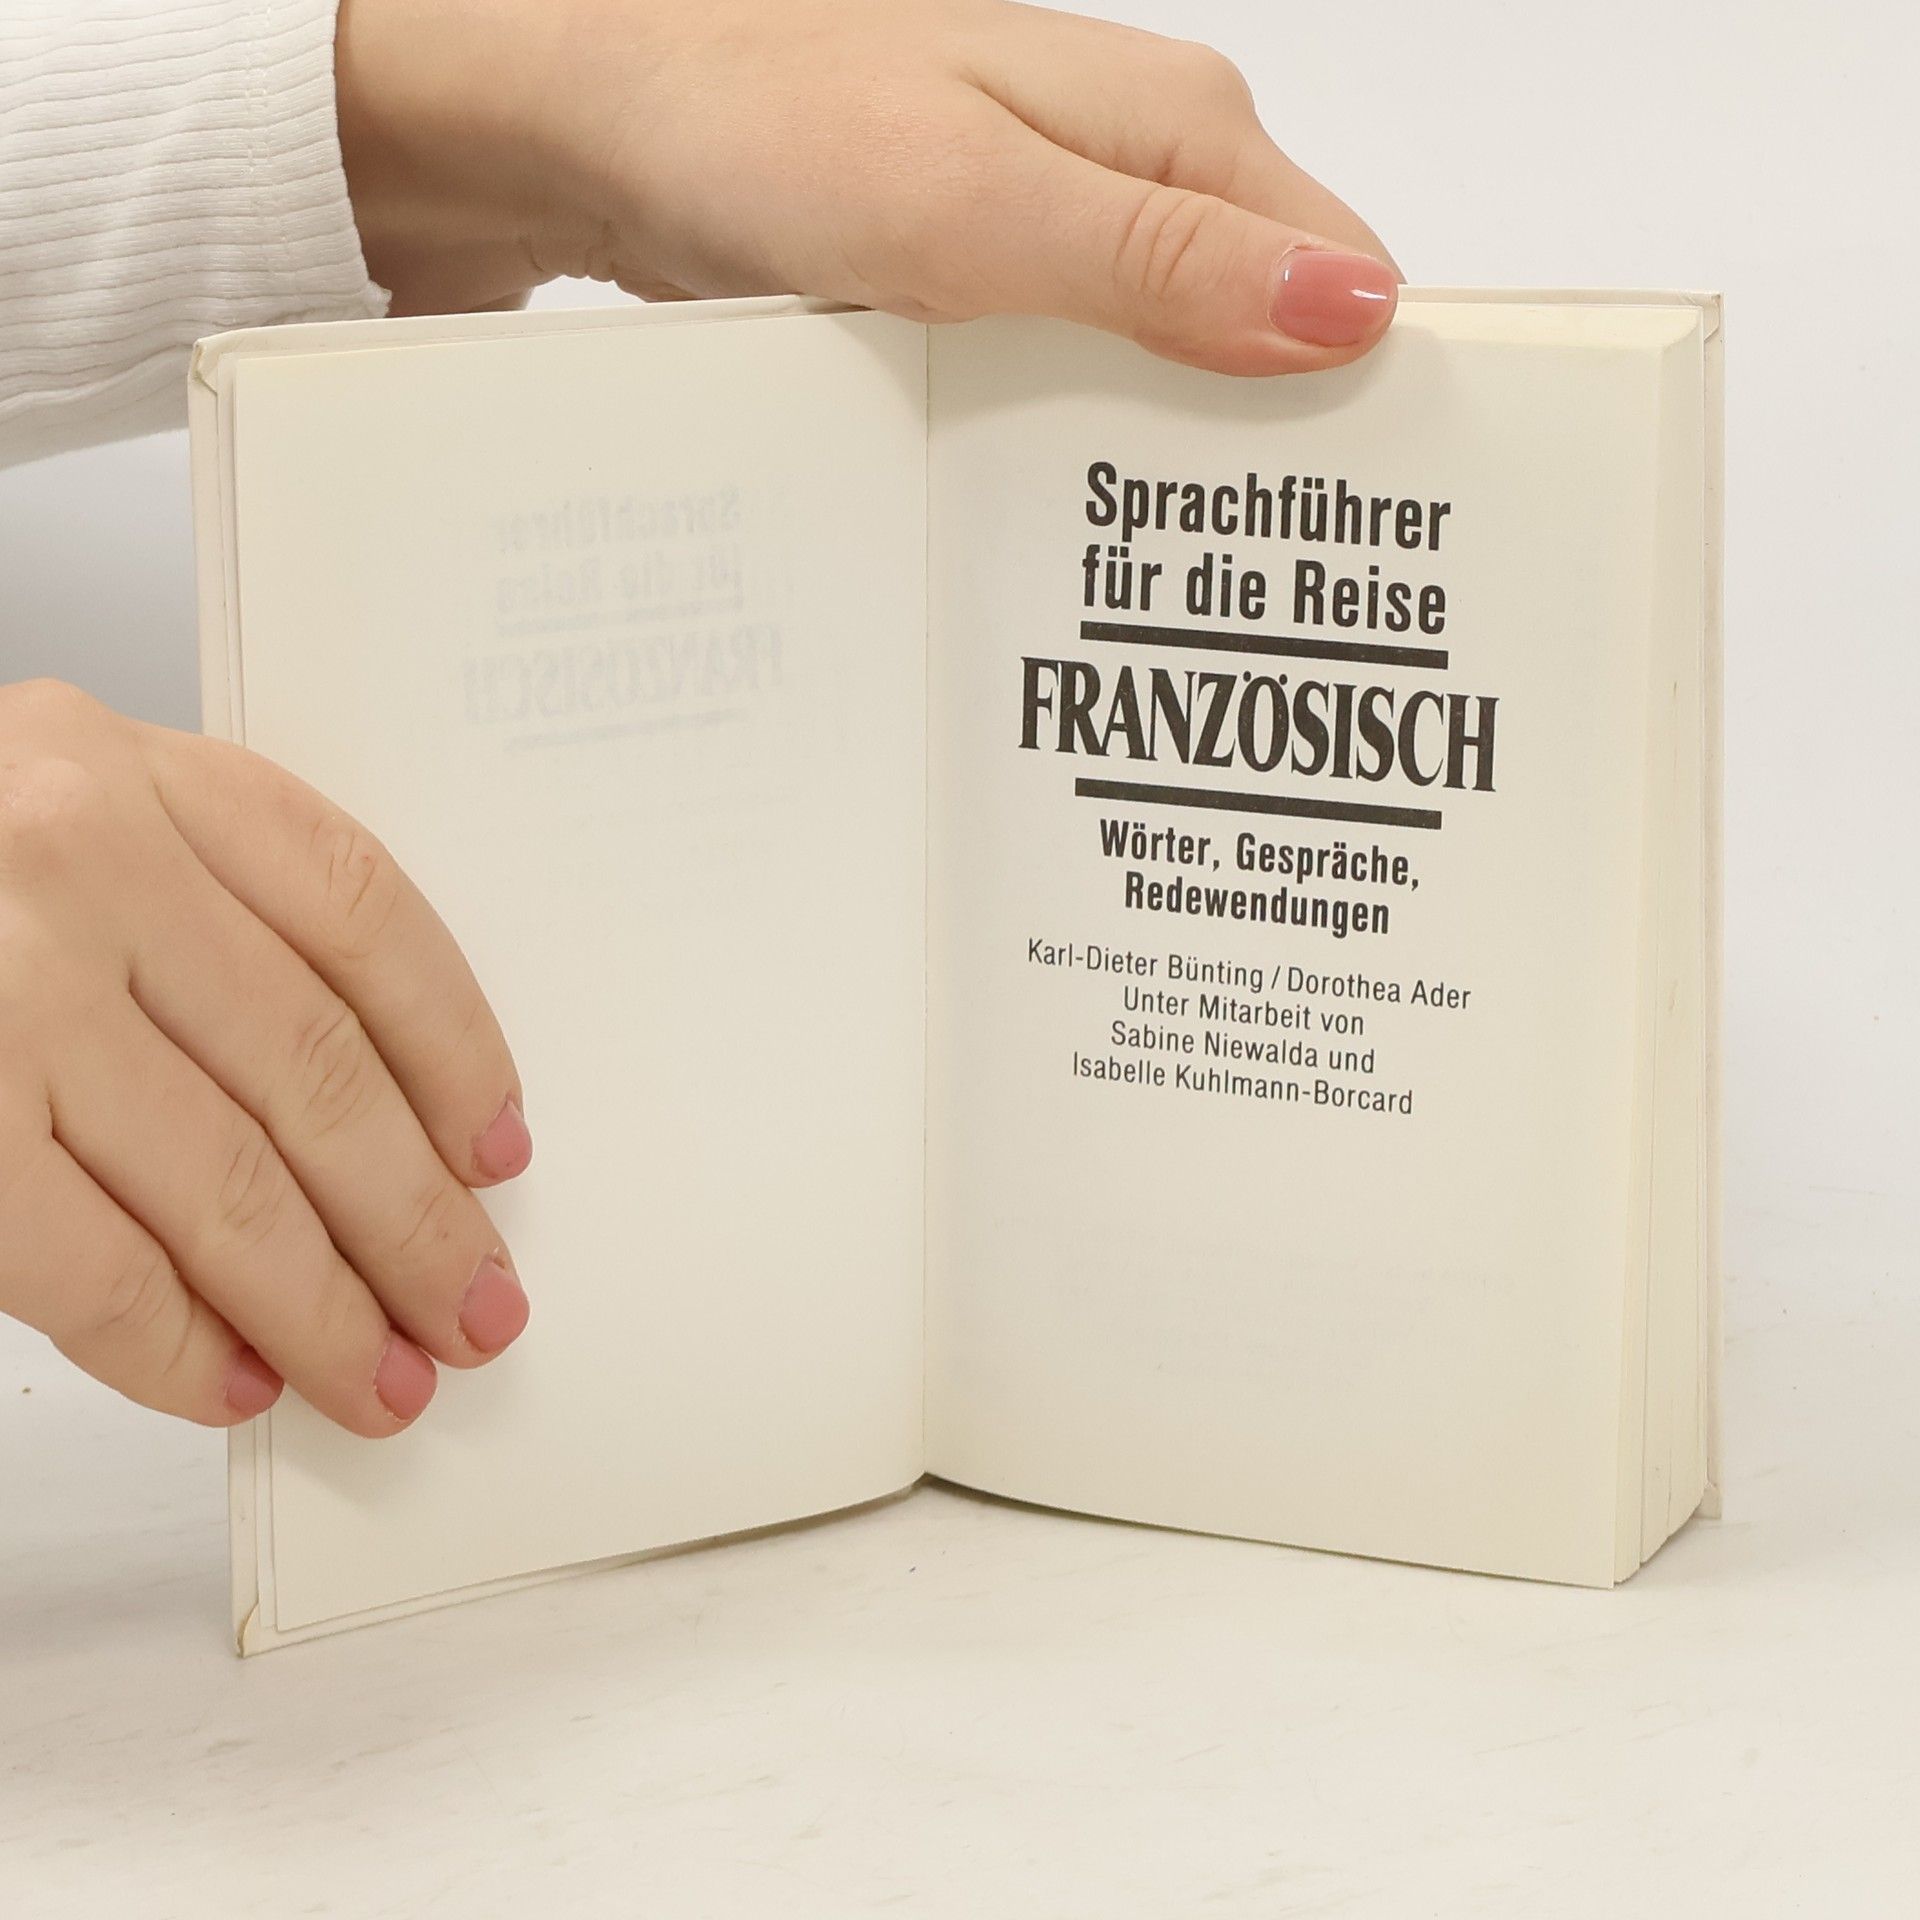 Sprachführer
für die Reise
FRANZÖSISCH
Wörter, Gespräche,
Redewendungen
Karl-Dieter Bünting / Dorothea Ader
Unter Mitarbeit von
Sabine Niewalda und
Isabelle Kuhlmann-Borcard